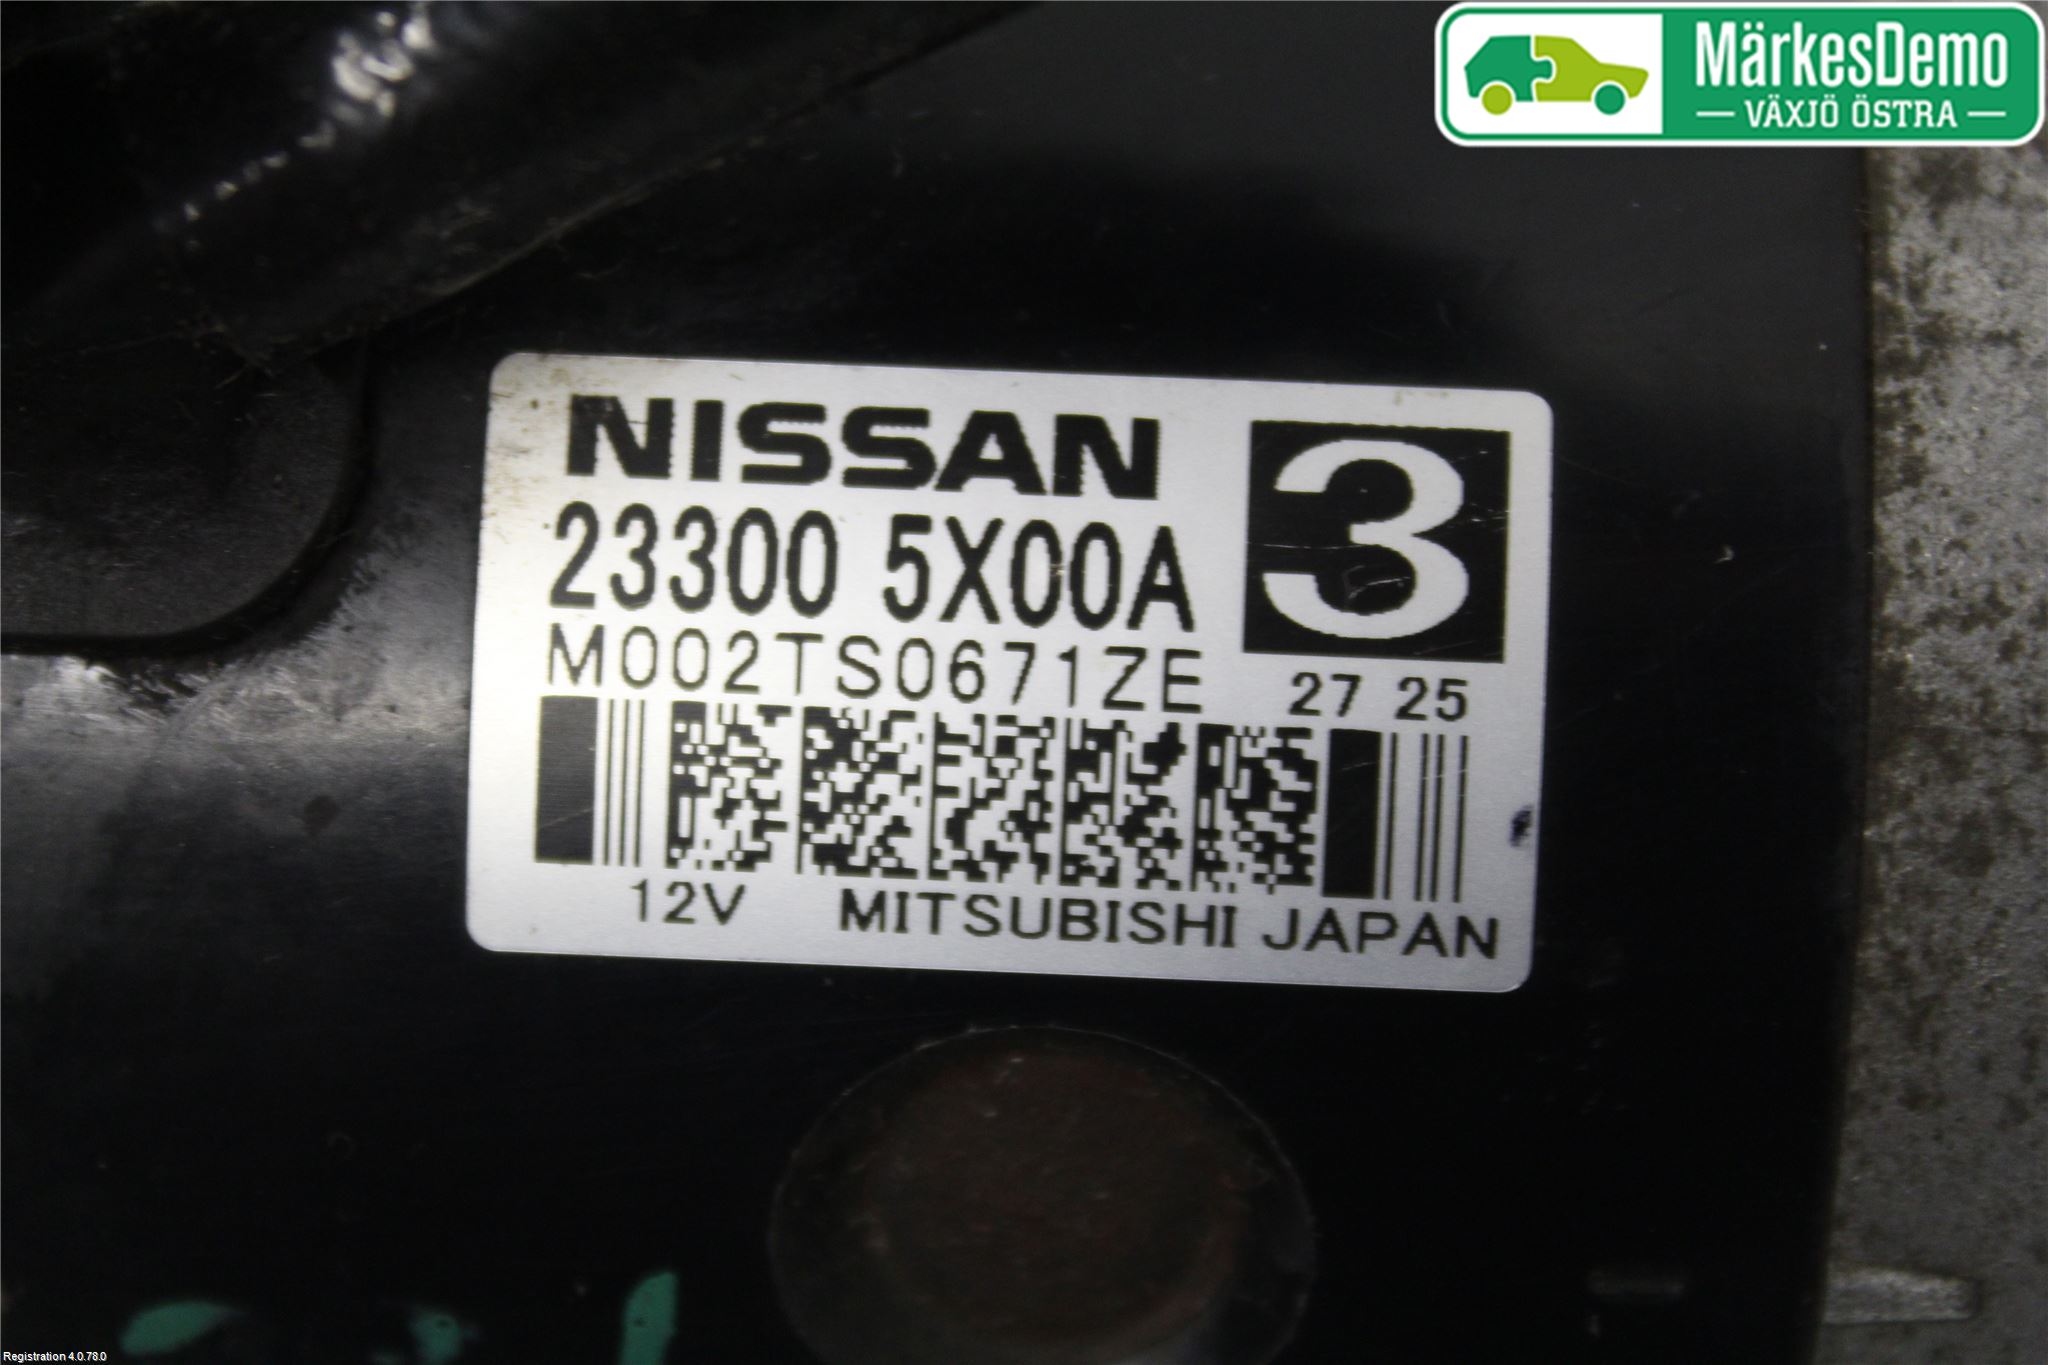 MärkesDemo
VÄXJÖ ÖSTRA
NISSAN
23300 5X00A
3
M002TS0671ZE
27 25
12V MITSUBISHI JAPAN
Registration 4.0.78.0